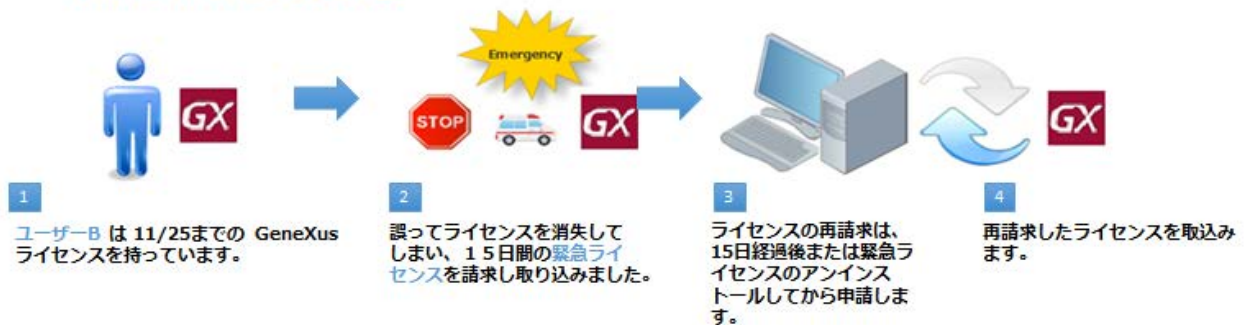 Emergency
GX
STOP
GX
GX
1
ユーザーB は 11/25までの GeneXus
ライセンスを持っています。
2
誤ってライセンスを消失して
しまい、１５日間の緊急ライ
センスを請求し取り込みました。
3
ライセンスの再請求は、
15日経過後または緊急ラ
イセンスのアンインス
トールしてから申請しま
す。
4
再請求したライセンスを取込み
ます。